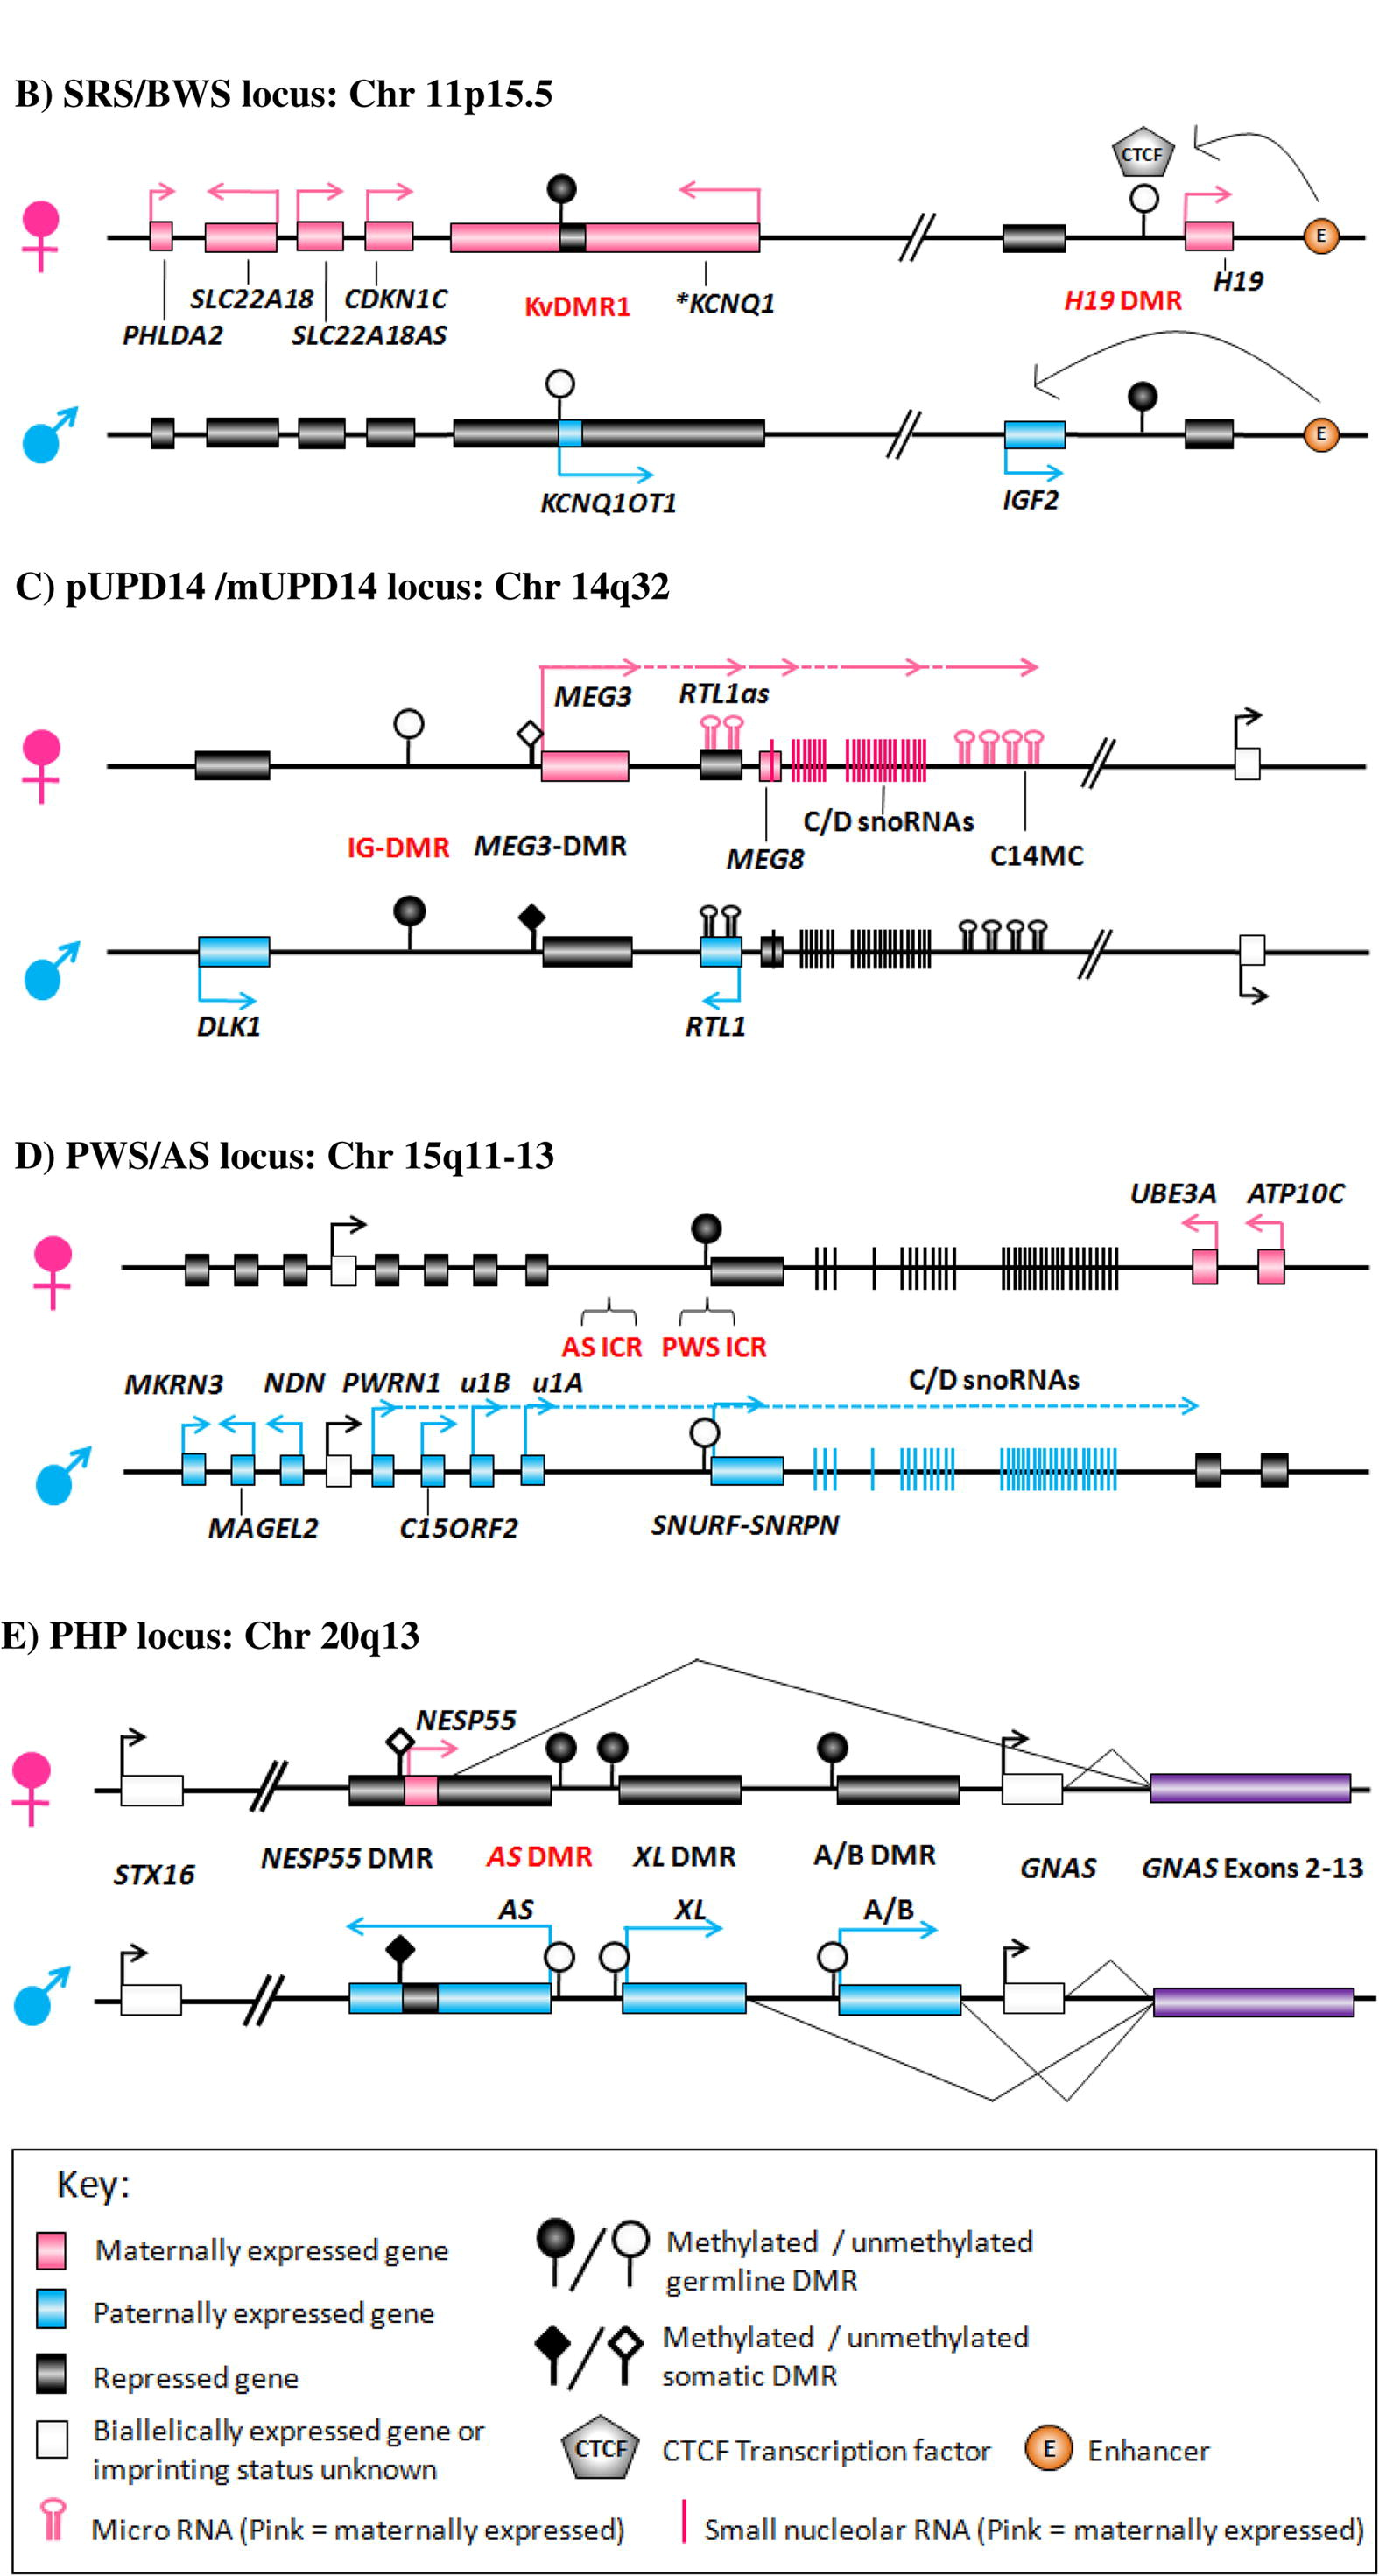 B) SRS/BWS locus: Chr 11p15.5
CTCF
E
SLC22A18 CDKN1C KvDMR1 *KCNQ1 H19 DMR H19
PHLDA2 SLC22A18AS
E
KCNQ1OT1 IGF2
C) pUPD14 /mUPD14 locus: Chr 14q32
MEG3 RTL1as
C/D snoRNAs
IG-DMR MEG3-DMR MEG8 C14MC
DLK1 RTL1
D) PWS/AS locus: Chr 15q11-13
UBE3A ATP10C
AS ICR PWS ICR
MKRN3 NDN PWRN1 u1B u1A C/D snoRNAs
MAGEL2 C15ORF2 SNURF-SNRPN
E) PHP locus: Chr 20q13
NESP55
STX16 NESP55 DMR AS DMR XL DMR A/B DMR GNAS GNAS Exons 2-13
AS XL A/B
Key:
Maternally expressed gene
Paternally expressed gene
Repressed gene
Biallelically expressed gene or
imprinting status unknown
Methylated / unmethylated
germline DMR
Methylated / unmethylated
somatic DMR
CTCF CTCF Transcription factor E Enhancer
Micro RNA (Pink = maternally expressed) Small nucleolar RNA (Pink = maternally expressed)